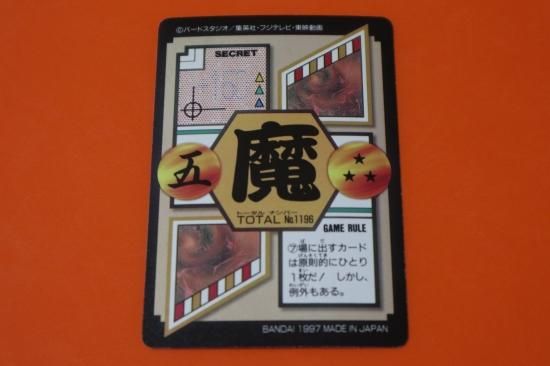 ©バードスタジオ／集英社・フジテレビ・東映動画
SECRET
五
魔
トータル ナンバー
TOTAL No.1196
GAME RULE
⑦場に出すカード
は原則的にひとり
1枚だ！ しかし、
例外もある。
BANDAI 1997 MADE IN JAPAN